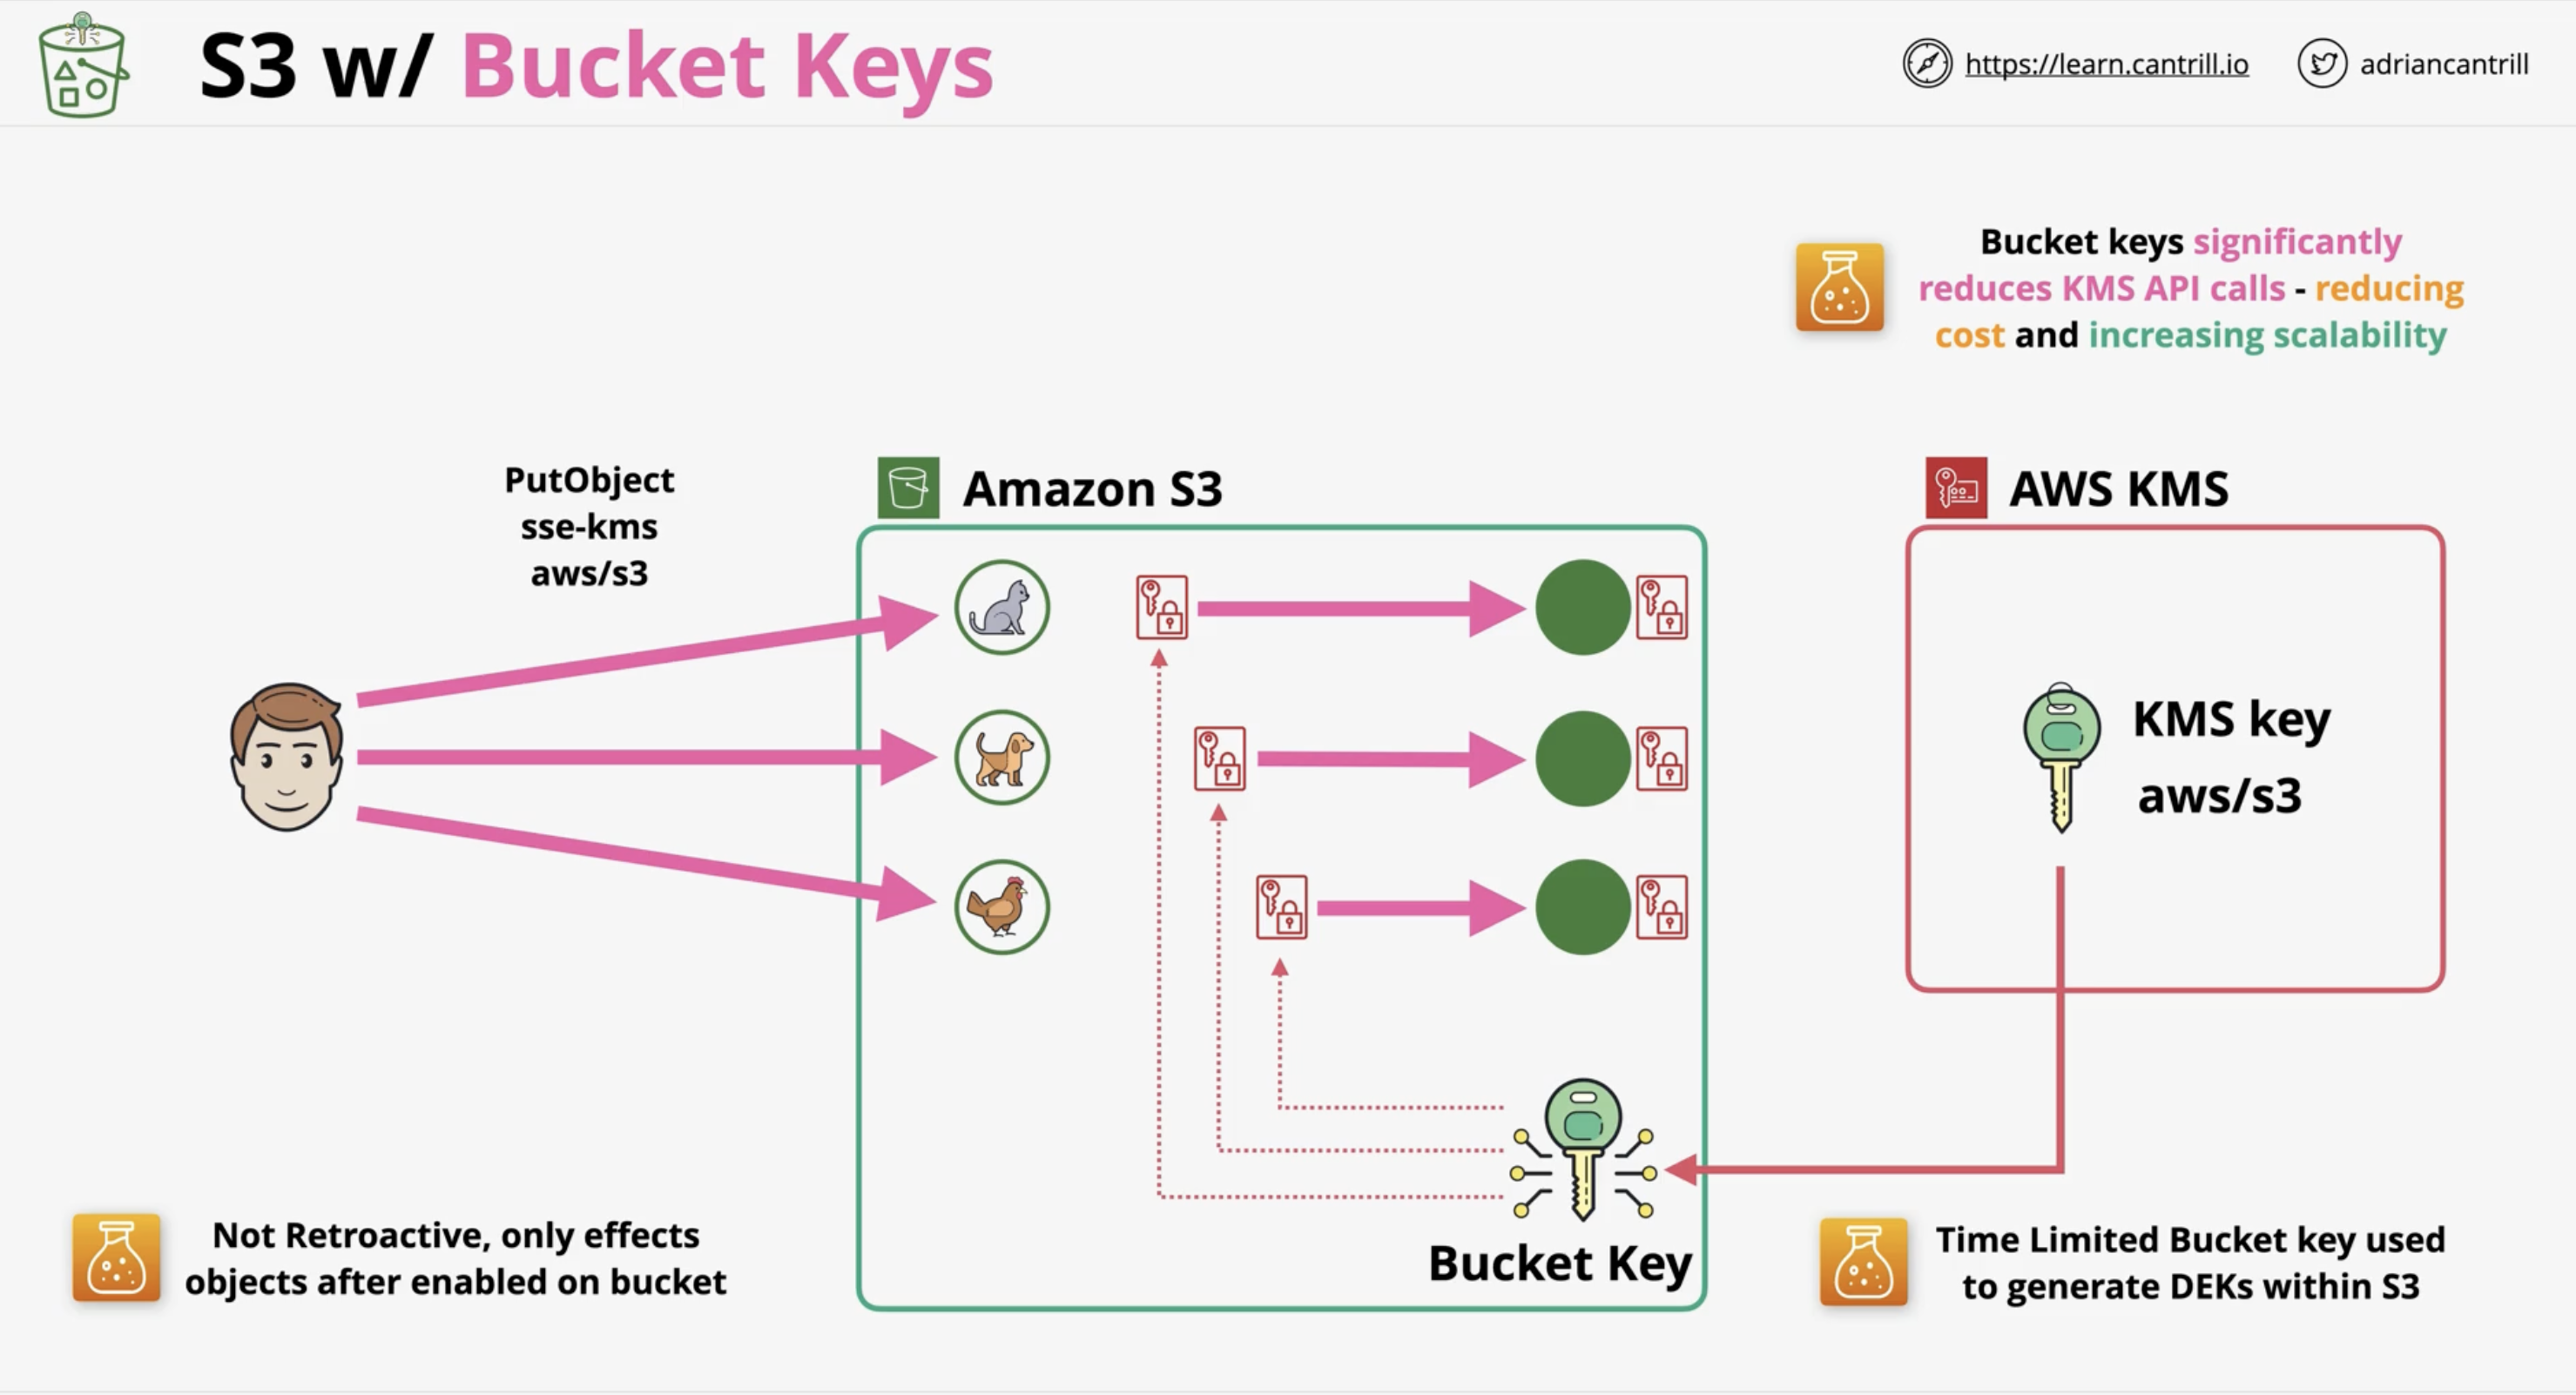 S3 w/ Bucket Keys
https://learn.cantrill.io
adriancantrill
Bucket keys significantly
reduces KMS API calls - reducing
cost and increasing scalability
PutObject
sse-kms
aws/s3
Amazon S3
AWS KMS
KMS key
aws/s3
Bucket Key
Not Retroactive, only effects
objects after enabled on bucket
Time Limited Bucket key used
to generate DEKs within S3